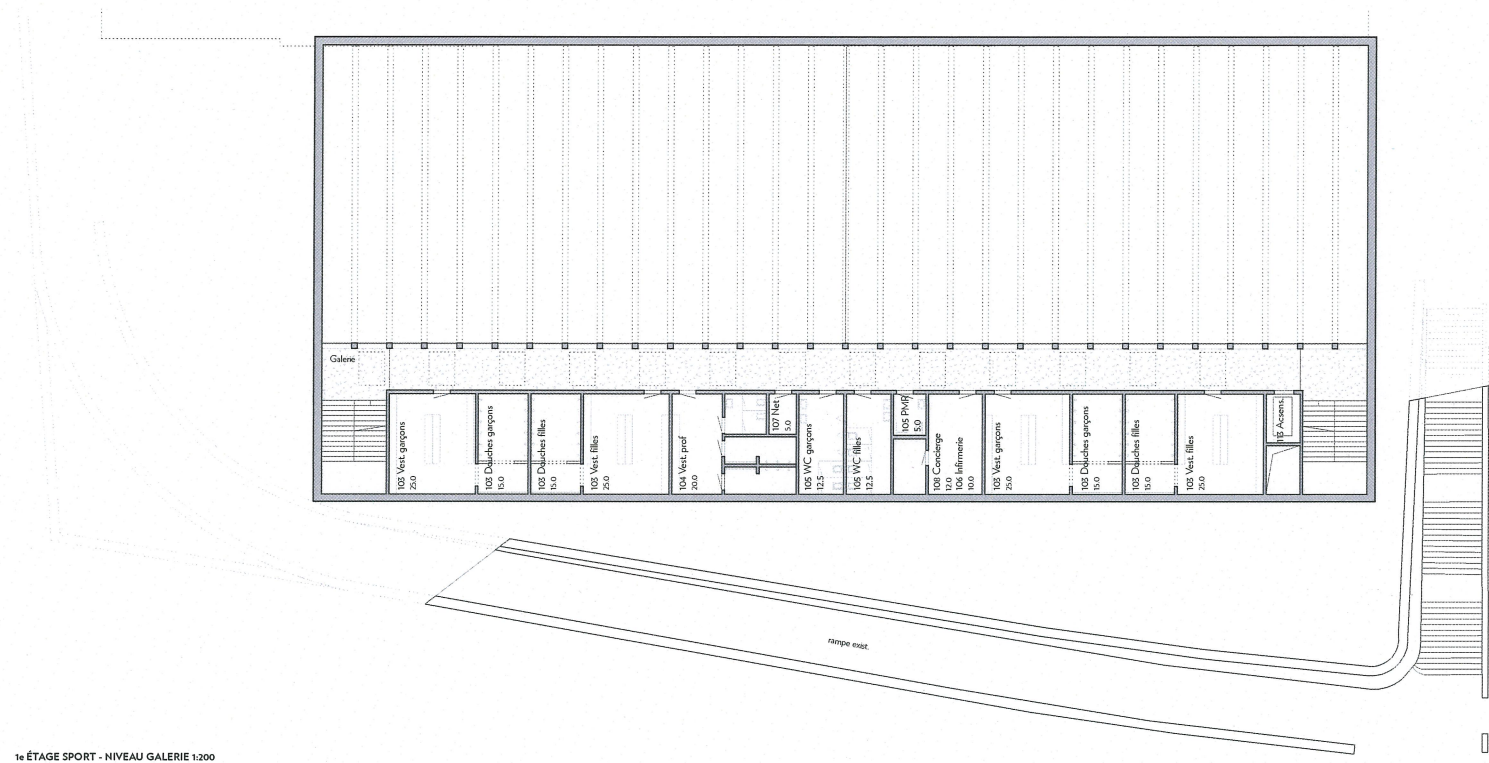 Galerie
103 Vest. garçons
25.0
103 Douches garçons
15.0
103 Douches filles
15.0
103 Vest. filles
25.0
104 Vest. prof
20.0
107 Net
5.0
105 WC garçons
12.5
105 WC filles
12.5
105 PMR
5.0
108 Concierge
12.0
106 Infirmerie
10.0
103 Vest. garçons
25.0
103 Douches garçons
15.0
103 Douches filles
15.0
103 Vest. filles
25.0
113 Acsens.
rampe exist.
1e ÉTAGE SPORT - NIVEAU GALERIE 1:200